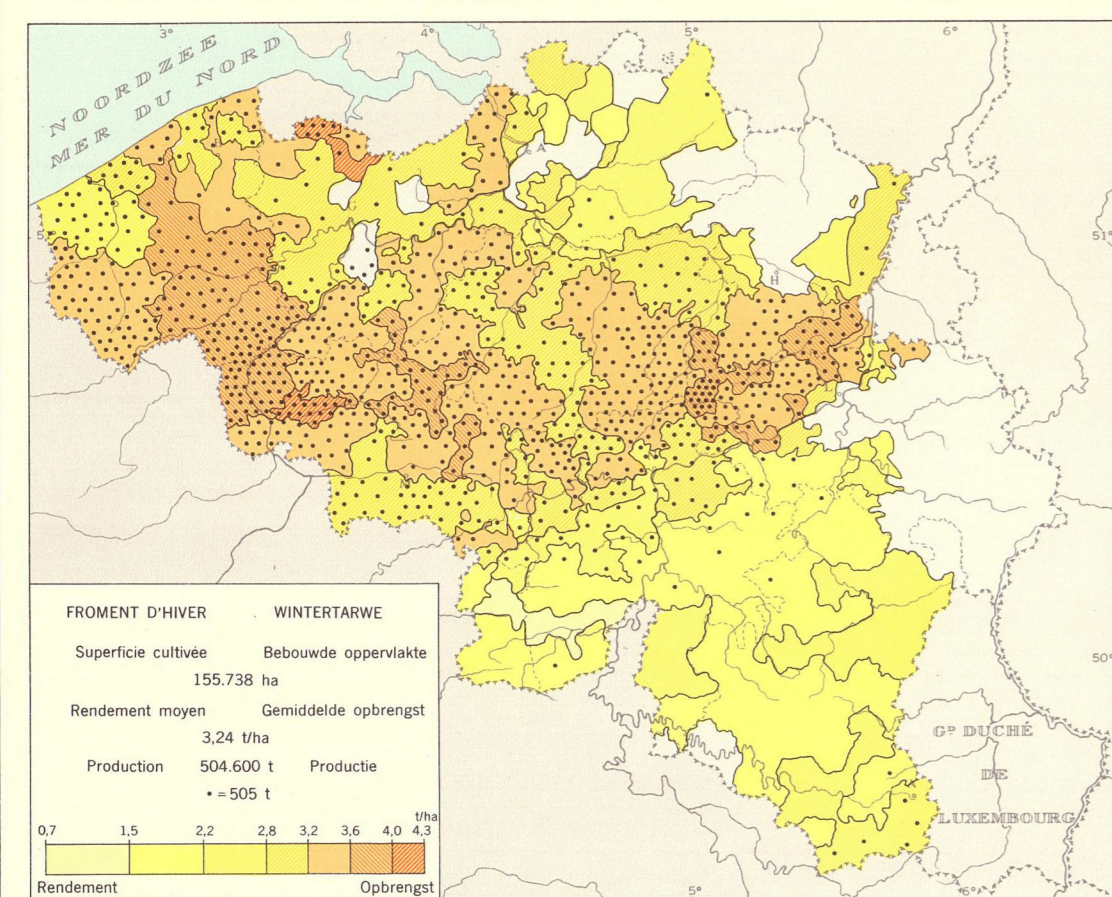 3° 4° 5° 6°
NOORDZEE
MER DU NORD
A
H
L
51°
50°
Gᴰ DUCHÉ
DE
LUXEMBOURG
5° 6°
FROMENT D'HIVER WINTERTARWE
Superficie cultivée Bebouwde oppervlakte
155.738 ha
Rendement moyen Gemiddelde opbrengst
3,24 t/ha
Production 504.600 t Productie
• = 505 t
t/ha
0,7 1,5 2,2 2,8 3,2 3,6 4,0 4,3
Rendement Opbrengst